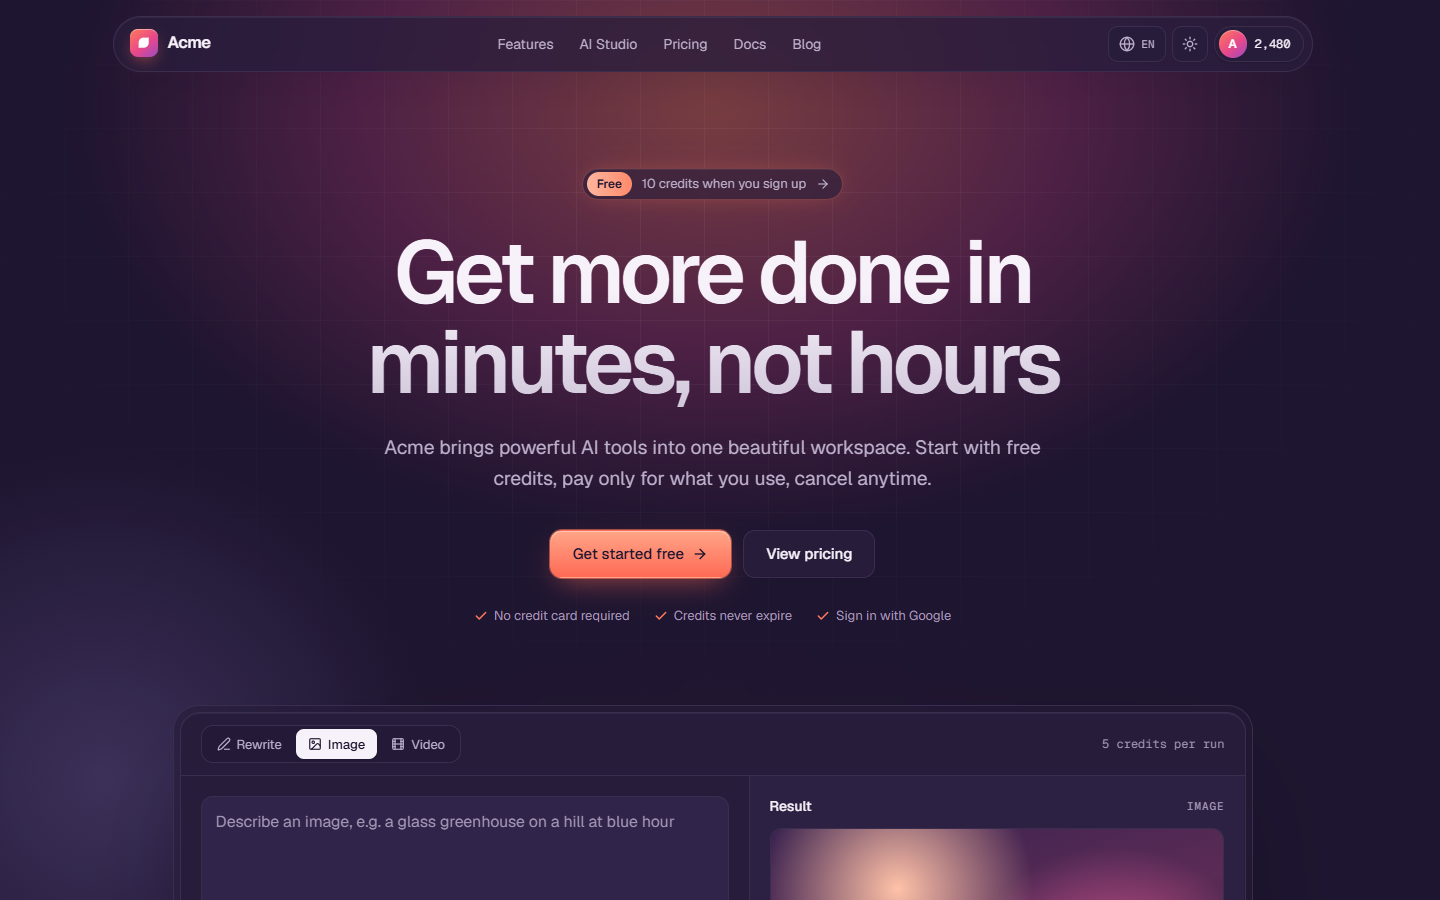 Acme
Features
AI Studio
Pricing
Docs
Blog
EN
A
2,480
Free
10 credits when you sign up
Get more done in
minutes, not hours
Acme brings powerful AI tools into one beautiful workspace. Start with free
credits, pay only for what you use, cancel anytime.
Get started free
View pricing
No credit card required
Credits never expire
Sign in with Google
Rewrite
Image
Video
5 credits per run
Describe an image, e.g. a glass greenhouse on a hill at blue hour
Result
IMAGE